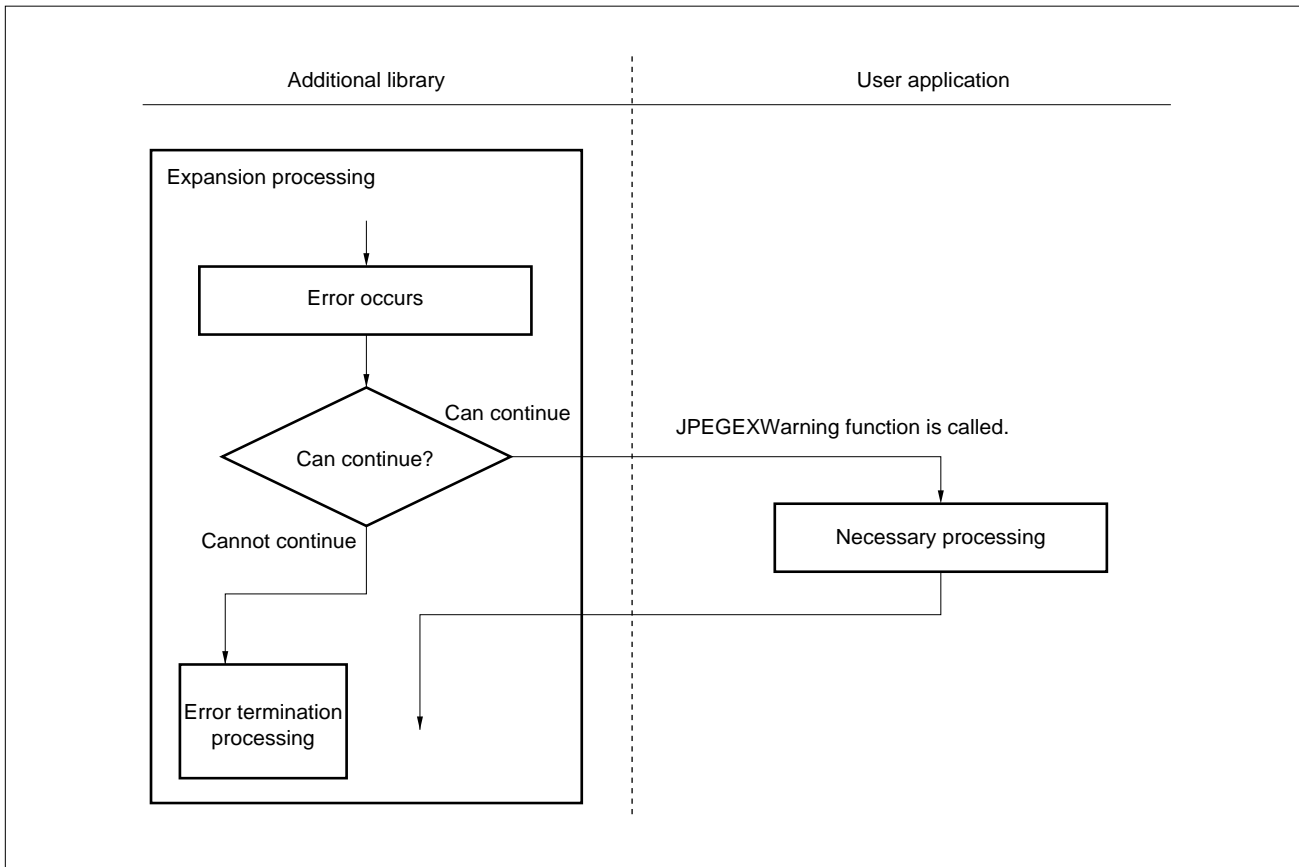 Additional library
User application
Expansion processing
Error occurs
Can continue
JPEGEXWarning function is called.
Can continue?
Necessary processing
Cannot continue
Error termination
processing